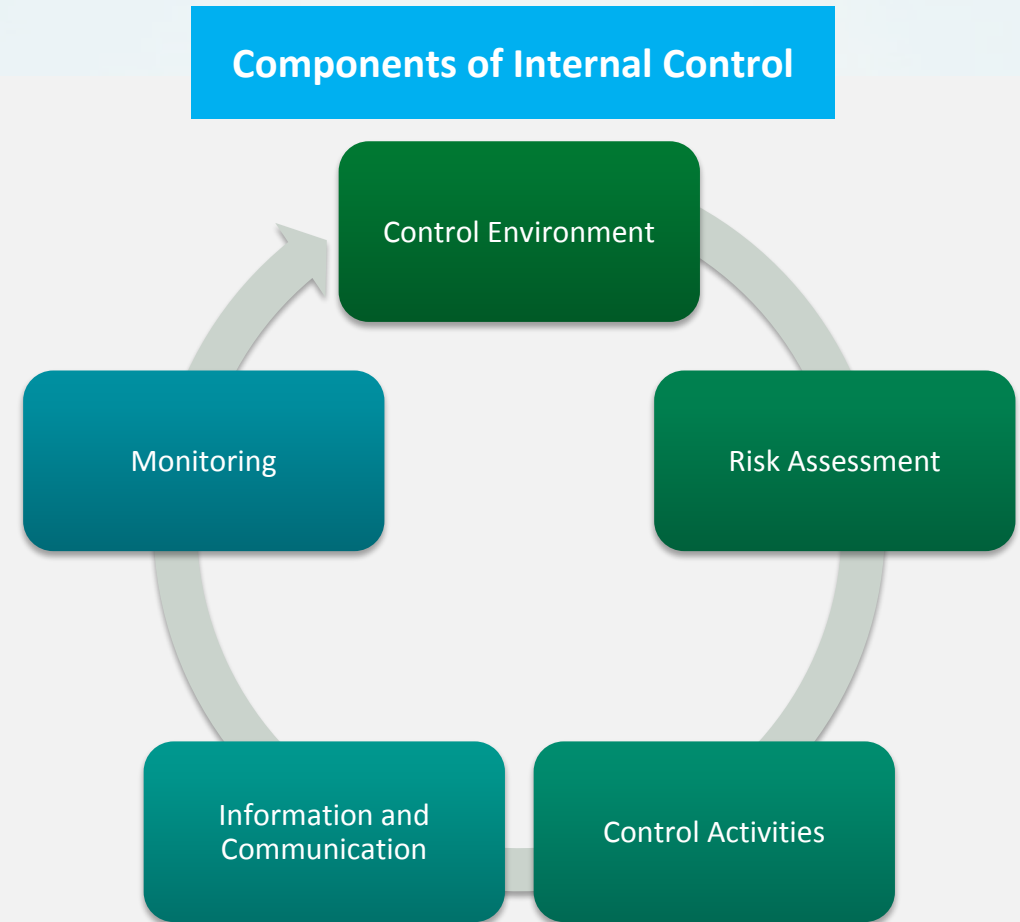 Components of Internal Control
Control Environment
Risk Assessment
Control Activities
Information and
Communication
Monitoring